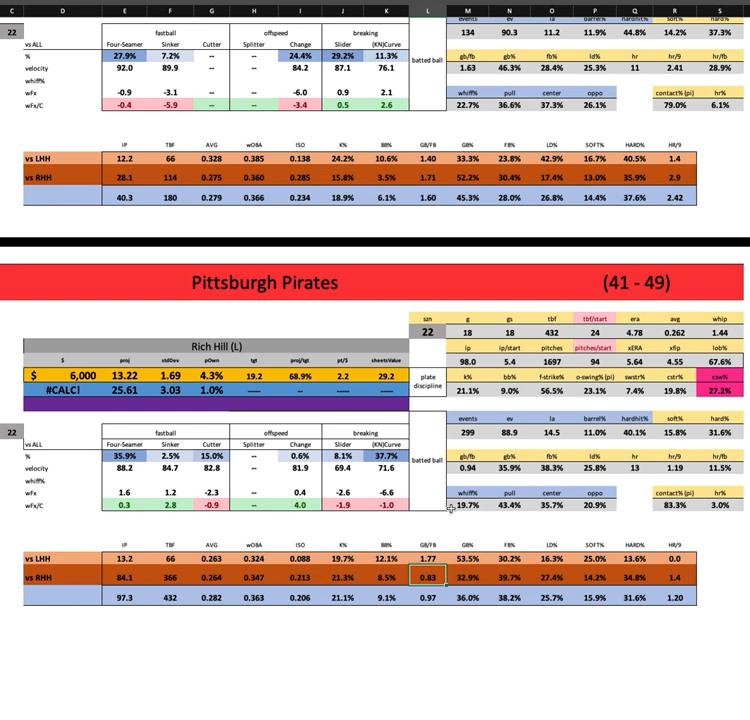 C D E F G H I J K L M N O P Q R S
events ev la barrel% hardhit% soft% hard%
22 fastball offspeed breaking 134 90.3 11.2 11.9% 44.8% 14.2% 37.3%
vs ALL Four-Seamer Sinker Cutter Splitter Change Slider (KN)Curve gb/fb gb% fb% ld% hr hr/9 hr/fb
% 27.9% 7.2% -- -- 24.4% 29.2% 11.3% batted ball 1.63 46.3% 28.4% 25.3% 11 2.41 28.9%
velocity 92.0 89.9 -- -- 84.2 87.1 76.1
whiff% whiff% pull center oppo contact% (pi) hr%
wFx -0.9 -3.1 -6.0 0.9 2.1
wFx/C -0.4 -5.9 -- -- -3.4 0.5 2.6 22.7% 36.6% 37.3% 26.1% 79.0% 6.1%
IP TBF AVG wOBA ISO K% BB% GB/FB GB% FB% LD% SOFT% HARD% HR/9
vs LHH 12.2 66 0.328 0.385 0.138 24.2% 10.6% 1.40 33.3% 23.8% 42.9% 16.7% 40.5% 1.4
vs RHH 28.1 114 0.275 0.360 0.285 15.8% 3.5% 1.71 52.2% 30.4% 17.4% 13.0% 35.9% 2.9
40.3 180 0.279 0.366 0.234 18.9% 6.1% 1.60 45.3% 28.0% 26.8% 14.4% 37.6% 2.42
Pittsburgh Pirates (41 - 49)
szn g gs tbf tbf/start era avg whip
22 18 18 432 24 4.78 0.262 1.44
Rich Hill (L) ip ip/start pitches pitches/start xERA xfip lob%
$ proj stdDev pOwn tgt proj/tgt pt/$ sheetsValue 98.0 5.4 1697 94 5.64 4.55 67.6%
$ 6,000 13.22 1.69 4.3% 19.2 68.9% 2.2 29.2 plate discipline k% bb% f-strike% o-swing% (pi) swstr% cstr% csw%
#CALC! 25.61 3.03 1.0% ---- -- --- ---- 21.1% 9.0% 56.5% 23.1% 7.4% 19.8% 27.2%
events ev la barrel% hardhit% soft% hard%
22 fastball offspeed breaking 299 88.9 14.5 11.0% 40.1% 15.8% 31.6%
vs ALL Four-Seamer Sinker Cutter Splitter Change Slider (KN)Curve gb/fb gb% fb% ld% hr hr/9 hr/fb
% 35.9% 2.5% 15.0% -- 0.6% 8.1% 37.7% batted ball 0.94 35.9% 38.3% 25.8% 13 1.19 11.5%
velocity 88.2 84.7 82.8 -- 81.9 69.4 71.6
whiff% whiff% pull center oppo contact% (pi) hr%
wFx 1.6 1.2 -2.3 0.4 -2.6 -6.6
wFx/C 0.3 2.8 -0.9 -- 4.0 -1.9 -1.0 19.7% 43.4% 35.7% 20.9% 83.3% 3.0%
IP TBF AVG wOBA ISO K% BB% GB/FB GB% FB% LD% SOFT% HARD% HR/9
vs LHH 13.2 66 0.263 0.324 0.088 19.7% 12.1% 1.77 53.5% 30.2% 16.3% 25.0% 13.6% 0.0
vs RHH 84.1 366 0.264 0.347 0.213 21.3% 8.5% 0.83 32.9% 39.7% 27.4% 14.2% 34.8% 1.4
97.3 432 0.282 0.363 0.206 21.1% 9.1% 0.97 36.0% 38.2% 25.7% 15.9% 31.6% 1.20